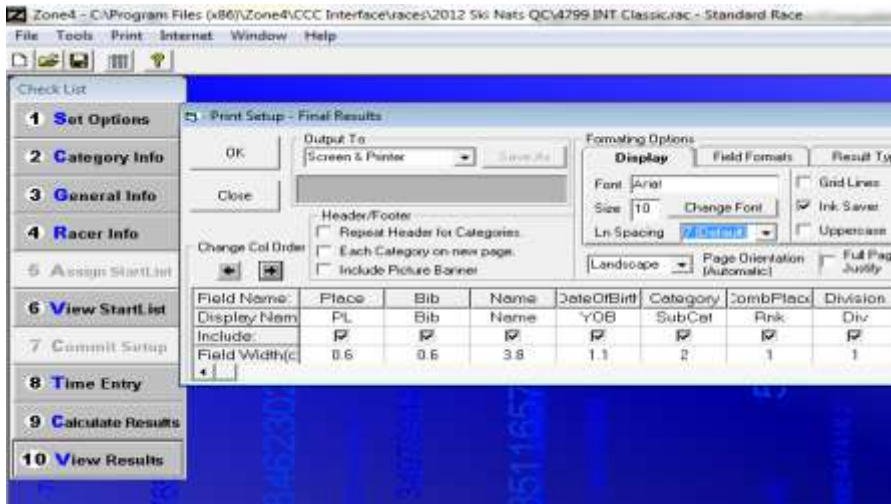 Zone4 - C:\Program Files (x86)\Zone4\CCC Interface\races\2012 Ski Nats QC\4799 INT Classic.rac - Standard Race
File Tools Print Internet Window Help
Check List
1 Set Options
2 Category Info
3 General Info
4 Racer Info
5 Assign StartList
6 View StartList
7 Commit Setup
8 Time Entry
9 Calculate Results
10 View Results
Print Setup - Final Results
OK
Close
Output To
Screen & Printer
Save As
Header/Footer
Repeat Header for Categories
Each Category on new page.
Include Picture Banner
Change Col Order
Formating Options
Display Field Formats Result Ty
Font Arial
Size 10 Change Font
Ln Spacing 7 (Default)
Grid Lines
Ink Saver
Uppercase
Landscape Page Orientation (Automatic)
Full Pag
Justify
Field Name: Place Bib Name DateOfBirth Category CombPlace Division
Display Nam PL Bib Name YOB SubCat Rnk Div
Include:
Field Width(c 0.6 0.6 3.8 1.1 2 1 1